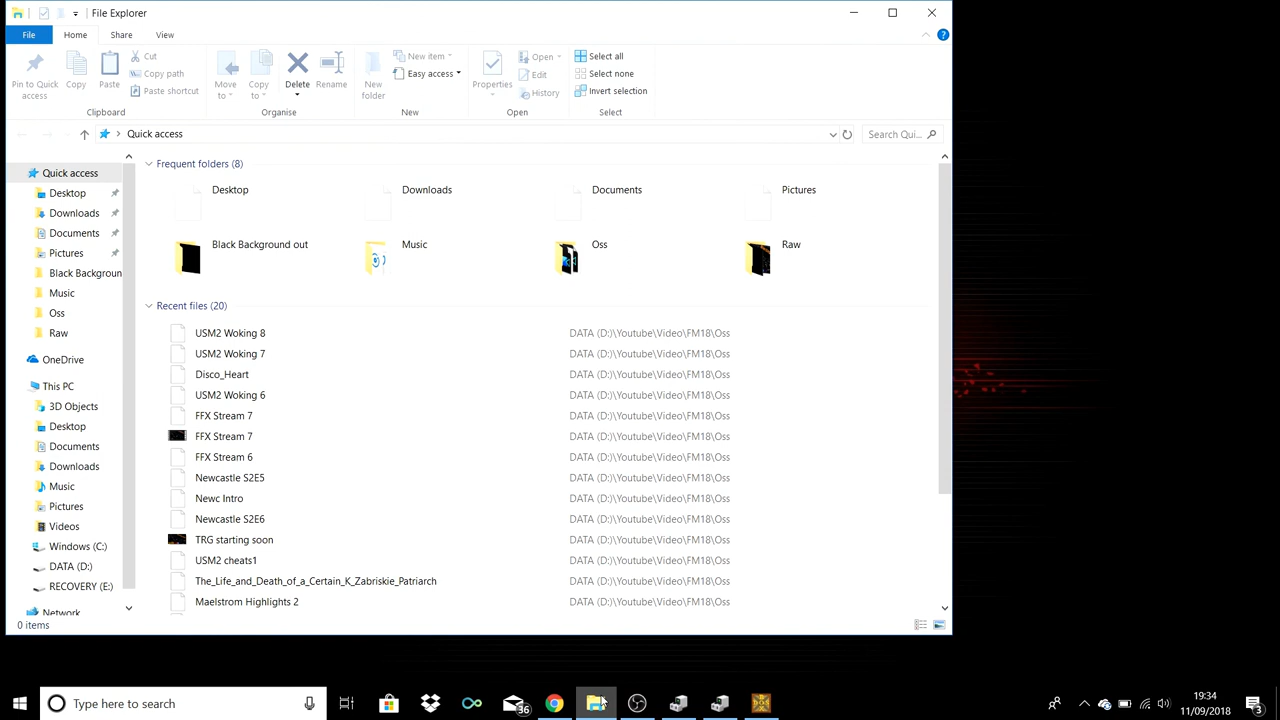 File Explorer
File
Home
Share
View
Pin to Quick
access
Copy
Paste
Cut
Copy path
Paste shortcut
Clipboard
Move
to
Copy
to
Delete
Rename
Organise
New
folder
New item
Easy access
New
Properties
Open
Edit
History
Open
Select all
Select none
Invert selection
Select
Quick access
Search Qui...
Quick access
Desktop
Downloads
Documents
Pictures
Black Backgroun
Music
Oss
Raw
OneDrive
This PC
3D Objects
Desktop
Documents
Downloads
Music
Pictures
Videos
Windows (C:)
DATA (D:)
RECOVERY (E:)
Network
Frequent folders (8)
Desktop
Downloads
Documents
Pictures
Black Background out
Music
Oss
Raw
Recent files (20)
USM2 Woking 8 DATA (D:)\Youtube\Video\FM18\Oss
USM2 Woking 7 DATA (D:)\Youtube\Video\FM18\Oss
Disco_Heart DATA (D:)\Youtube\Video\FM18\Oss
USM2 Woking 6 DATA (D:)\Youtube\Video\FM18\Oss
FFX Stream 7 DATA (D:)\Youtube\Video\FM18\Oss
FFX Stream 7 DATA (D:)\Youtube\Video\FM18\Oss
FFX Stream 6 DATA (D:)\Youtube\Video\FM18\Oss
Newcastle S2E5 DATA (D:)\Youtube\Video\FM18\Oss
Newc Intro DATA (D:)\Youtube\Video\FM18\Oss
Newcastle S2E6 DATA (D:)\Youtube\Video\FM18\Oss
TRG starting soon DATA (D:)\Youtube\Video\FM18\Oss
USM2 cheats1 DATA (D:)\Youtube\Video\FM18\Oss
The_Life_and_Death_of_a_Certain_K_Zabriskie_Patriarch DATA (D:)\Youtube\Video\FM18\Oss
Maelstrom Highlights 2 DATA (D:)\Youtube\Video\FM18\Oss
0 items
Type here to search
36
DOS
19:34
11/09/2018
3